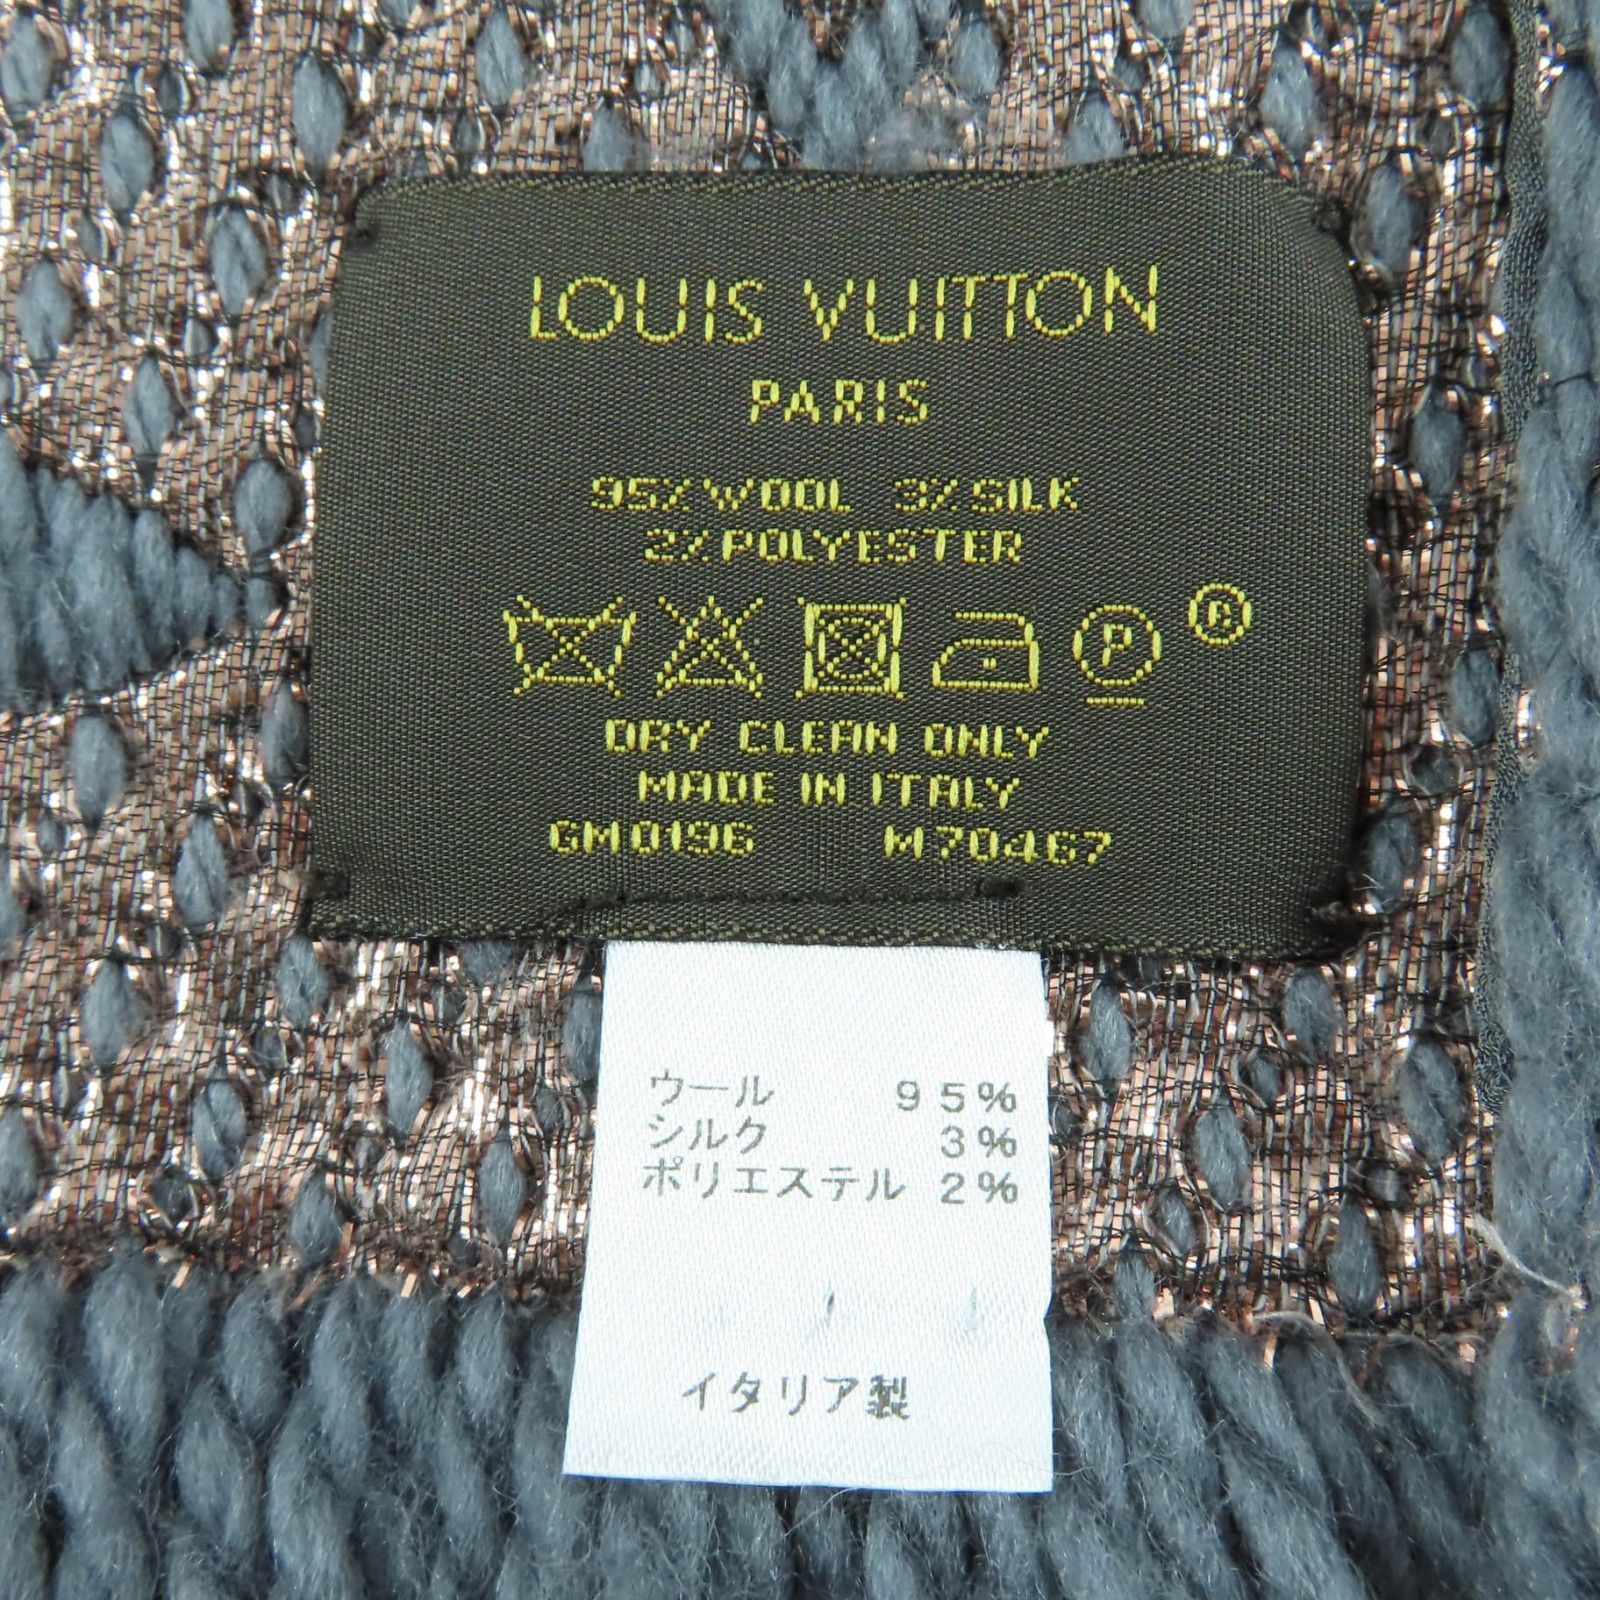 LOUIS VUITTON
PARIS
95% WOOL 3% SILK
2% POLYESTER
P ®
DRY CLEAN ONLY
MADE IN ITALY
GM0196 M70467
ウール 95%
シルク 3%
ポリエステル 2%
イタリア製